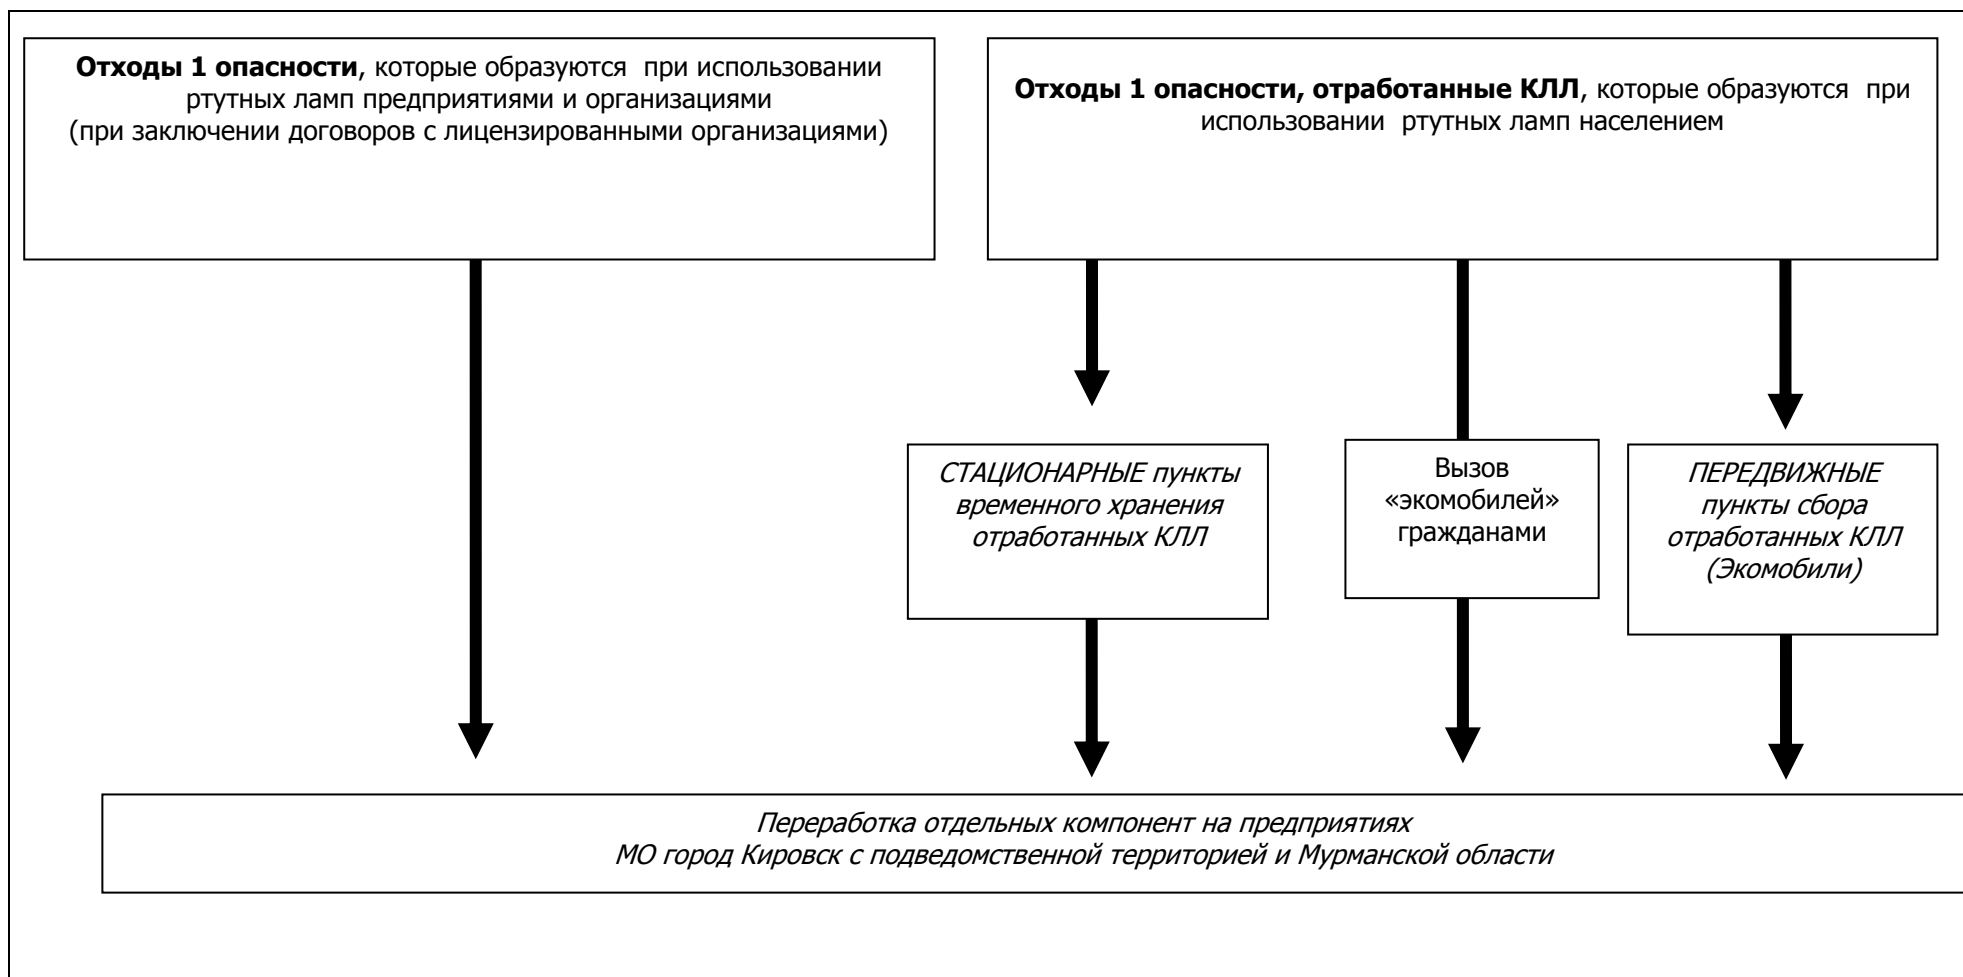 Отходы 1 опасности, которые образуются при использовании
ртутных ламп предприятиями и организациями
(при заключении договоров с лицензированными организациями)
Отходы 1 опасности, отработанные КЛЛ, которые образуются при
использовании ртутных ламп населением
СТАЦИОНАРНЫЕ пункты
временного хранения
отработанных КЛЛ
Вызов
«экомобилей»
гражданами
ПЕРЕДВИЖНЫЕ
пункты сбора
отработанных КЛЛ
(Экомобили)
Переработка отдельных компонент на предприятиях
МО город Кировск с подведомственной территорией и Мурманской области